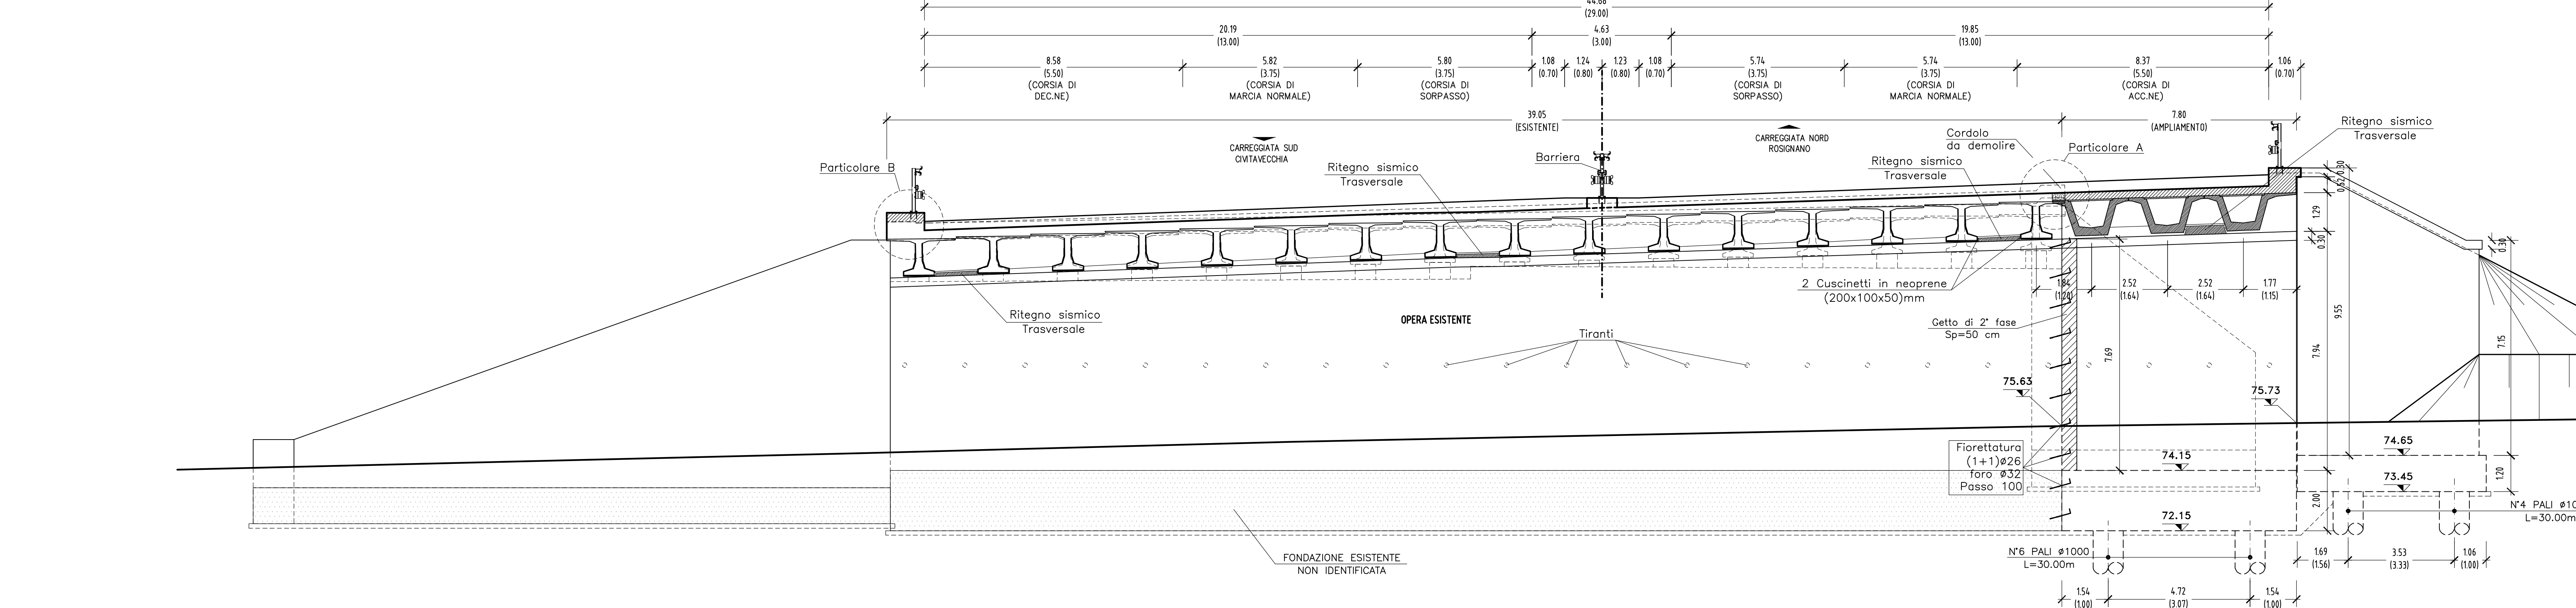 44.68
(29.00)
20.19
(13.00)
4.63
(3.00)
19.85
(13.00)
8.58
(5.50)
(CORSIA DI
DEC.NE)
5.82
(3.75)
(CORSIA DI
MARCIA NORMALE)
5.80
(3.75)
(CORSIA DI
SORPASSO)
1.08
(0.70)
1.24
(0.80)
1.23
(0.80)
1.08
(0.70)
5.74
(3.75)
(CORSIA DI
SORPASSO)
5.74
(3.75)
(CORSIA DI
MARCIA NORMALE)
8.37
(5.50)
(CORSIA DI
ACC.NE)
1.06
(0.70)
39.05
(ESISTENTE)
7.80
(AMPLIAMENTO)
CARREGGIATA SUD
CIVITAVECCHIA
CARREGGIATA NORD
ROSIGNANO
Cordolo
da demolire
Particolare A
Ritegno sismico
Trasversale
Particolare B
Ritegno sismico
Trasversale
Barriera
Ritegno sismico
Trasversale
0.30
0.52
1.29
0.30
0.30
2 Cuscinetti in neoprene
(200x100x50)mm
1.84
(1.20)
2.52
(1.64)
2.52
(1.64)
1.77
(1.15)
Ritegno sismico
Trasversale
OPERA ESISTENTE
Tiranti
Getto di 2° fase
Sp=50 cm
7.69
7.94
9.55
7.15
75.63
75.73
Fiorettatura
(1+1)ø26
foro ø32
Passo 100
74.15
74.65
73.45
1.20
2.00
72.15
N°4 PALI ø10
L=30.00m
FONDAZIONE ESISTENTE
NON IDENTIFICATA
N°6 PALI ø1000
L=30.00m
1.69
(1.56)
3.53
(3.33)
1.06
(1.00)
1.54
(1.00)
4.72
(3.07)
1.54
(1.00)